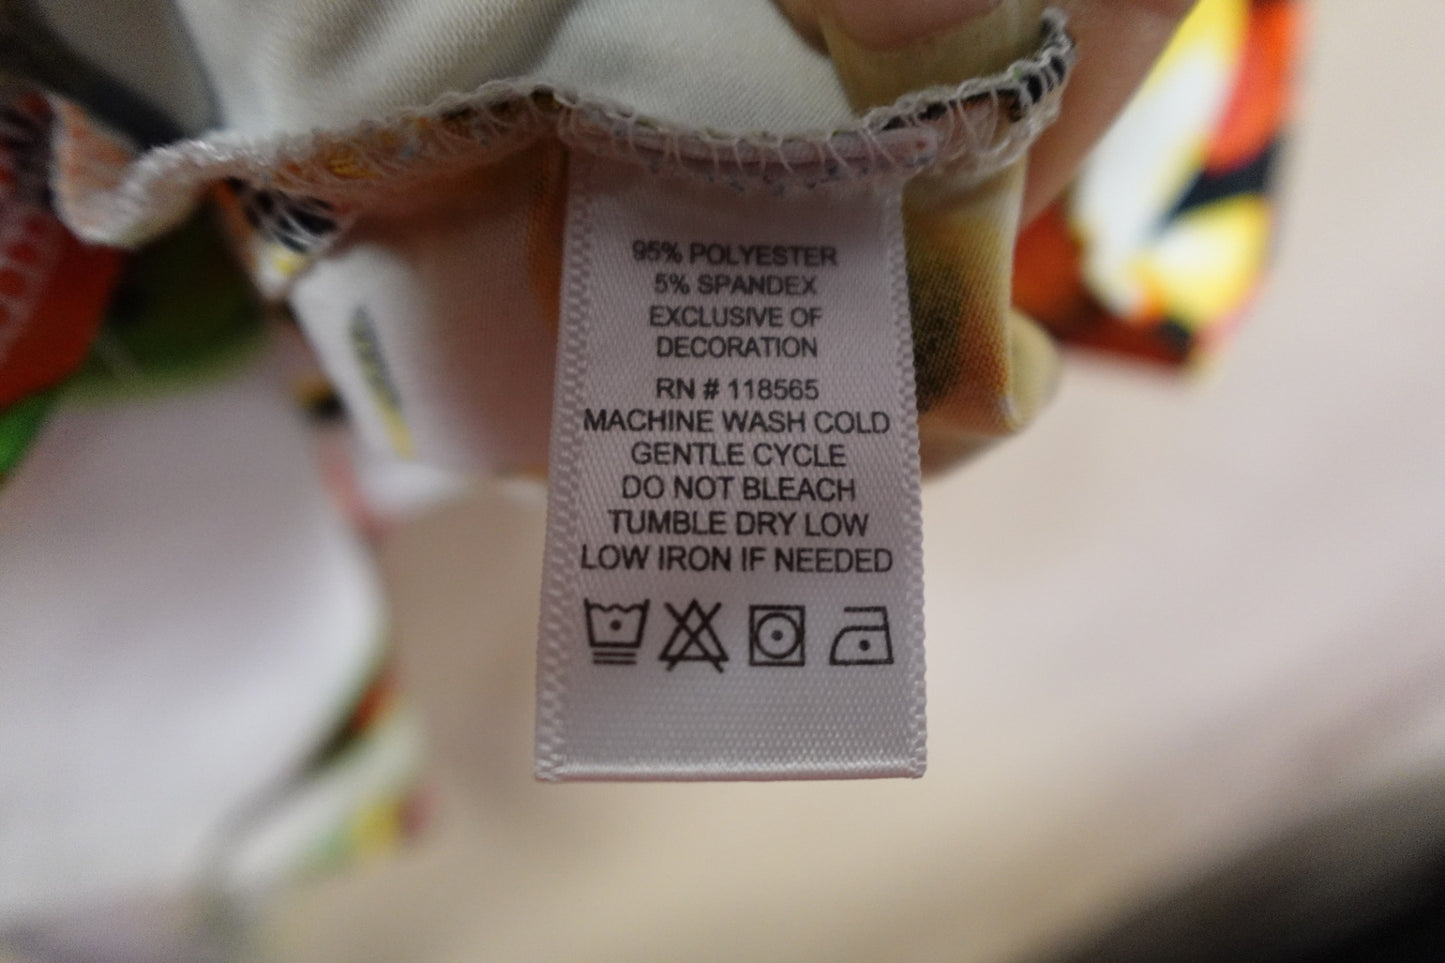 95% POLYESTER
5% SPANDEX
EXCLUSIVE OF
DECORATION
RN # 118565
MACHINE WASH COLD
GENTLE CYCLE
DO NOT BLEACH
TUMBLE DRY LOW
LOW IRON IF NEEDED